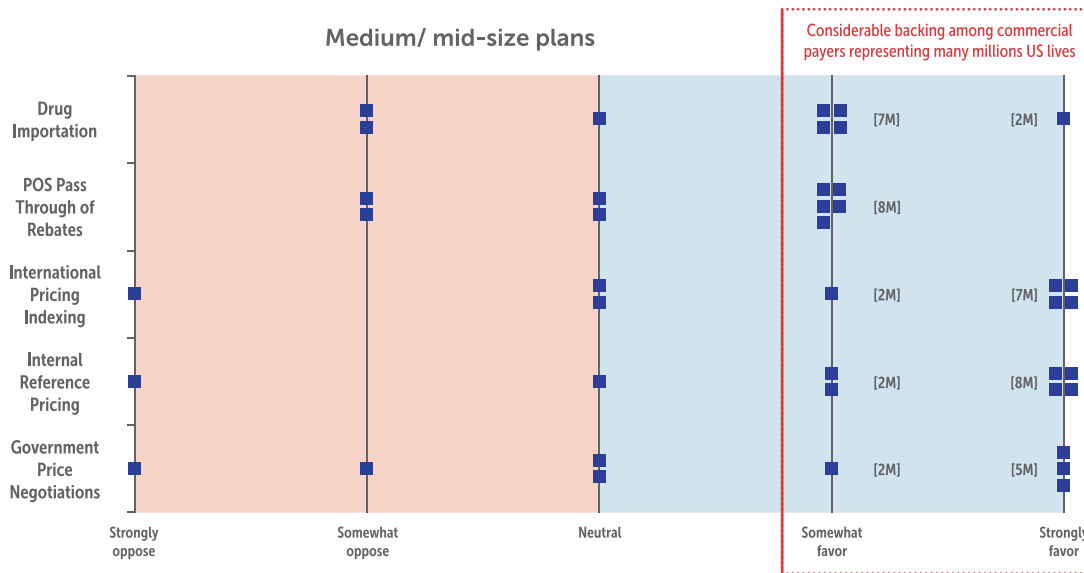 Medium/ mid-size plans
Considerable backing among commercial
payers representing many millions US lives
Drug
Importation
[7M]
[2M]
POS Pass
Through of
Rebates
[8M]
International
Pricing
Indexing
[2M]
[7M]
Internal
Reference
Pricing
[2M]
[8M]
Government
Price
Negotiations
[2M]
[5M]
Strongly
oppose
Somewhat
oppose
Neutral
Somewhat
favor
Strongly
favor